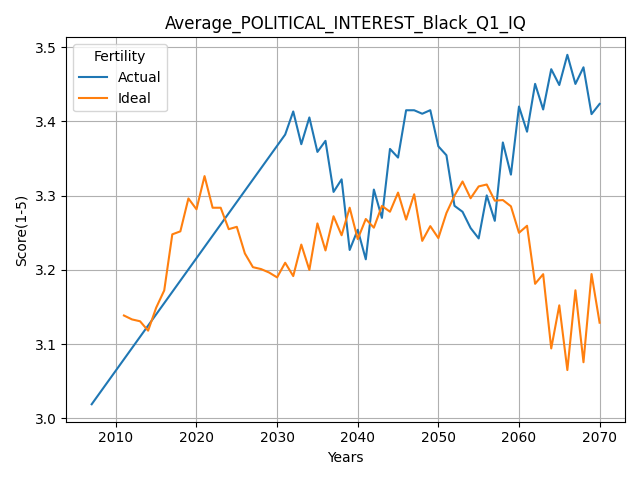 Average_POLITICAL_INTEREST_Black_Q1_IQ
Fertility
Actual
Ideal
Score(1-5)
3.5
3.4
3.3
3.2
3.1
3.0
2010 2020 2030 2040 2050 2060 2070
Years